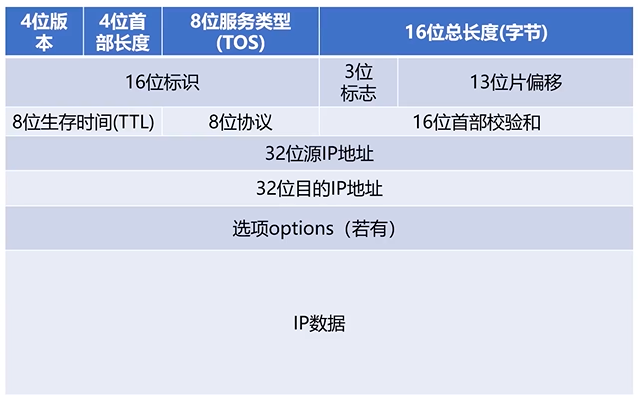 4位版
本
4位首
部长度
8位服务类型
(TOS)
16位总长度(字节)
16位标识
3位
标志
13位片偏移
8位生存时间(TTL)
8位协议
16位首部校验和
32位源IP地址
32位目的IP地址
选项options（若有）
IP数据